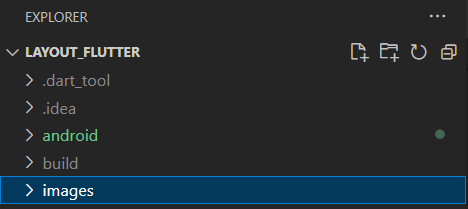 EXPLORER
LAYOUT_FLUTTER
.dart_tool
.idea
android
build
images